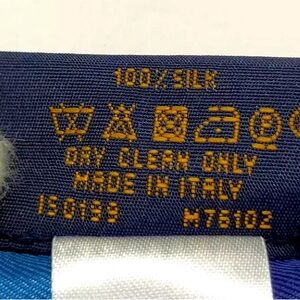 100% SILK
DRY CLEAN ONLY
MADE IN ITALY
150199 M76102